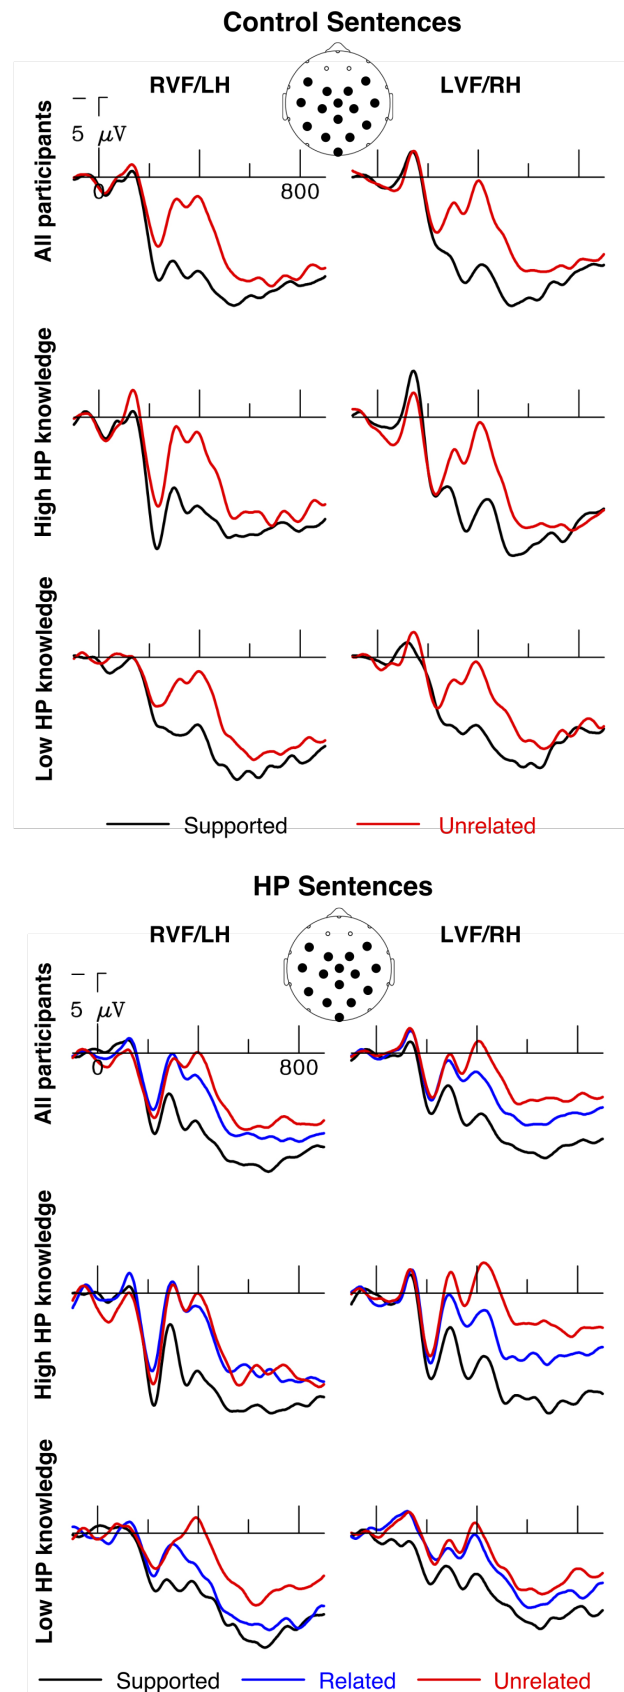 Control Sentences
RVF/LH
LVF/RH
5 μV
All participants
0
800
High HP knowledge
Low HP knowledge
Supported
Unrelated
HP Sentences
RVF/LH
LVF/RH
5 μV
All participants
0
800
High HP knowledge
Low HP knowledge
Supported
Related
Unrelated